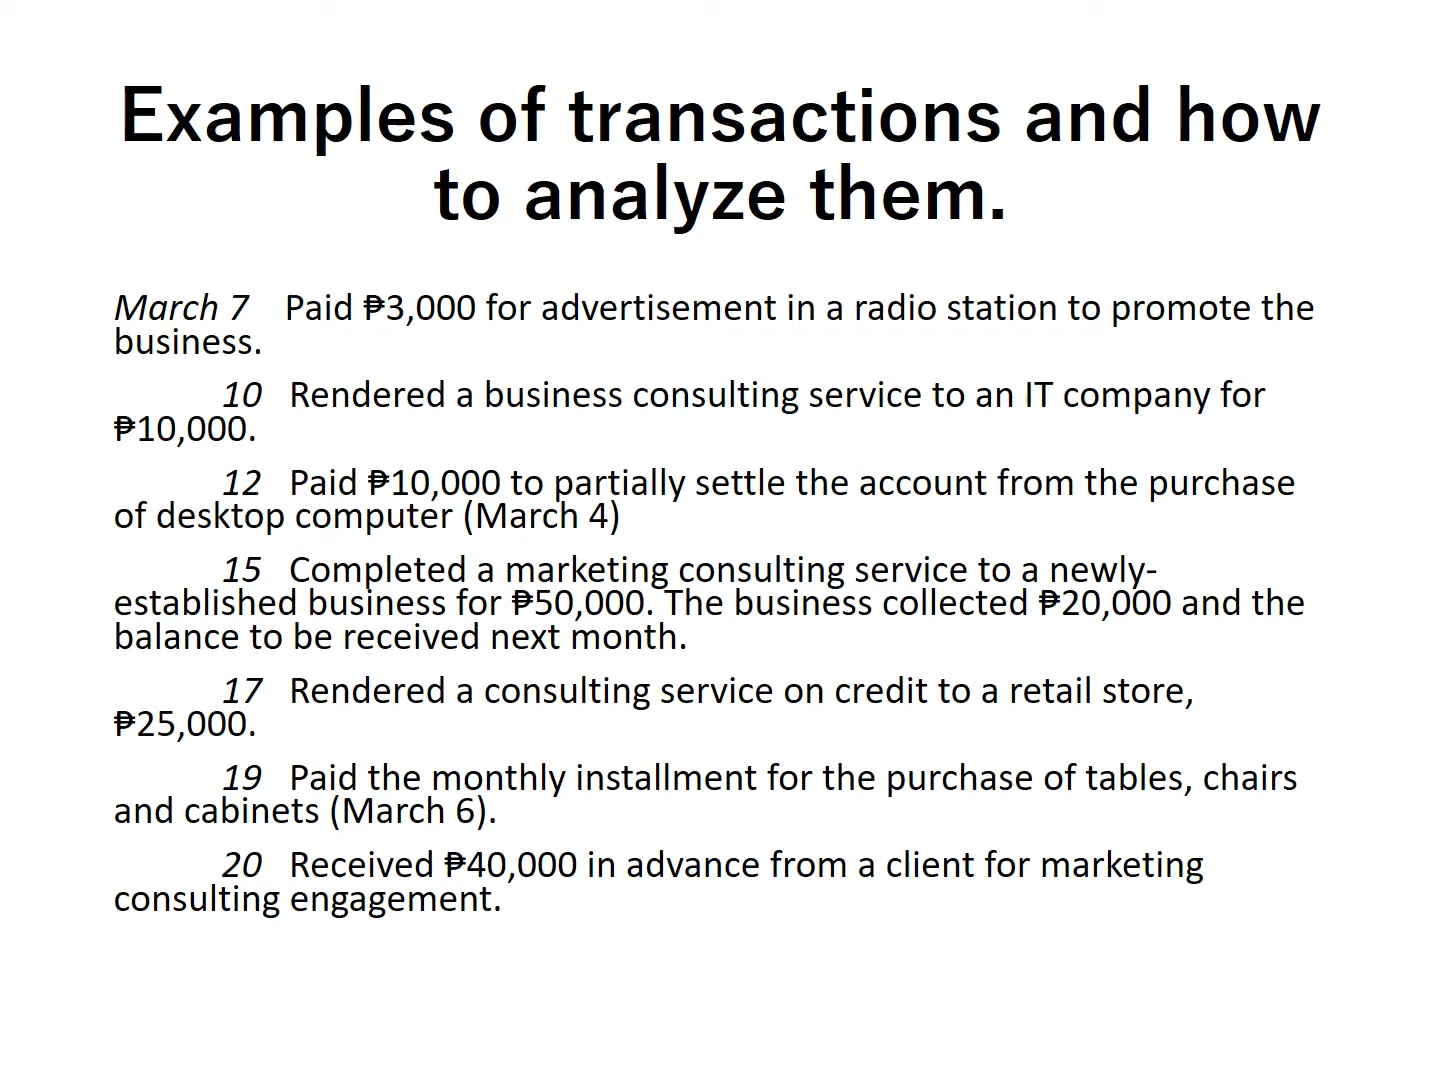 Examples of transactions and how
to analyze them.
March 7 Paid ₱3,000 for advertisement in a radio station to promote the
business.
10 Rendered a business consulting service to an IT company for
₱10,000.
12 Paid ₱10,000 to partially settle the account from the purchase
of desktop computer (March 4)
15 Completed a marketing consulting service to a newly-
established business for ₱50,000. The business collected ₱20,000 and the
balance to be received next month.
17 Rendered a consulting service on credit to a retail store,
₱25,000.
19 Paid the monthly installment for the purchase of tables, chairs
and cabinets (March 6).
20 Received ₱40,000 in advance from a client for marketing
consulting engagement.